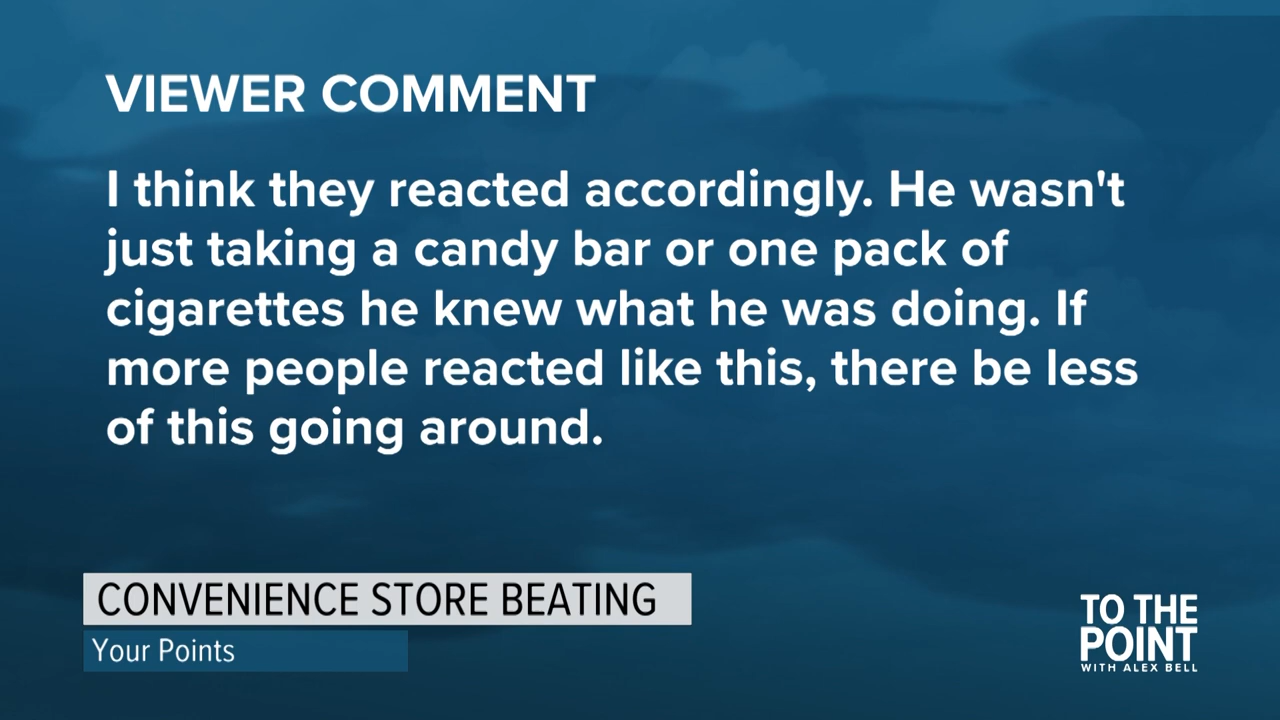 VIEWER COMMENT
I think they reacted accordingly. He wasn't
just taking a candy bar or one pack of
cigarettes he knew what he was doing. If
more people reacted like this, there be less
of this going around.
CONVENIENCE STORE BEATING
Your Points
TO THE
POINT
WITH ALEX BELL